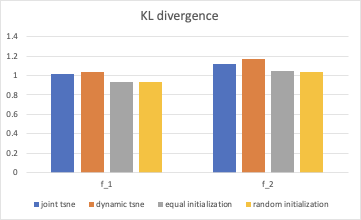 KL divergence
1.4
1.2
1
0.8
0.6
0.4
0.2
0
f_1 f_2
joint tsne dynamic tsne equal initialization random initialization